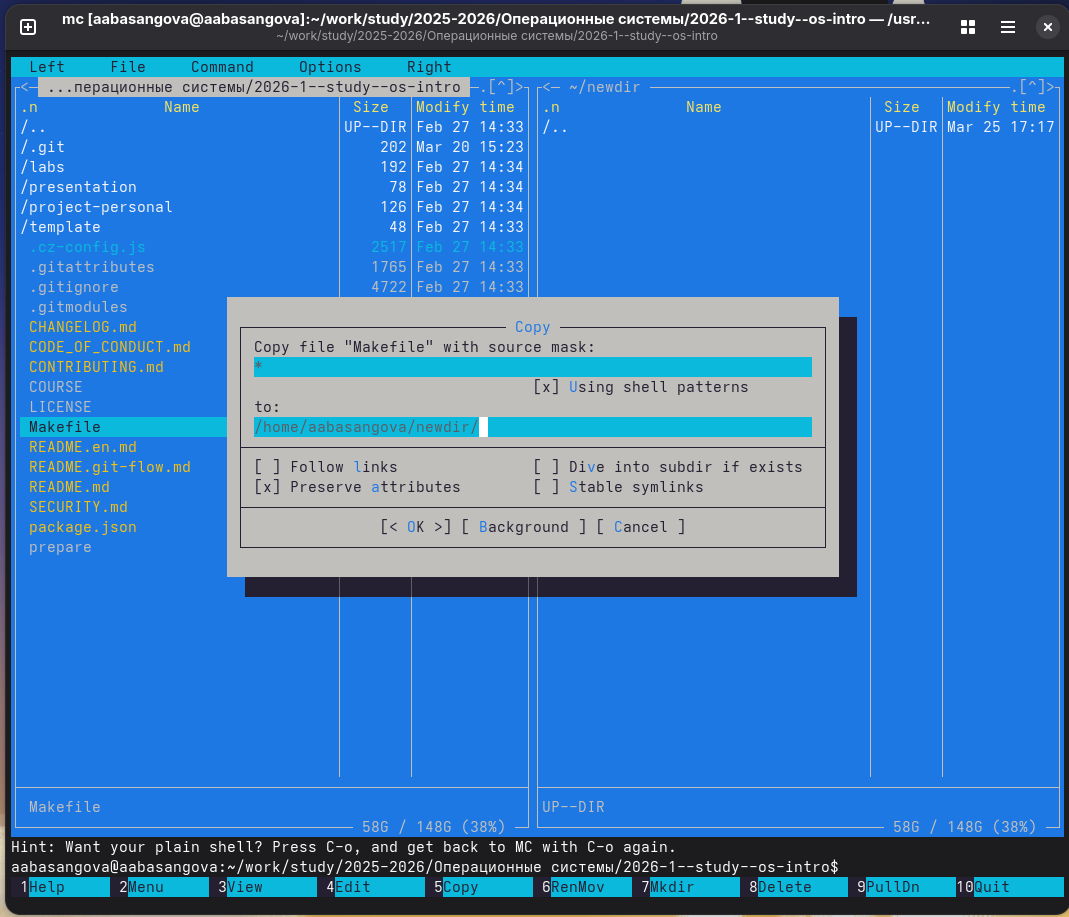 mc [aabasangova@aabasangova]:~/work/study/2025-2026/Операционные системы/2026-1--study--os-intro — /usr...
~/work/study/2025-2026/Операционные системы/2026-1--study--os-intro
Left File Command Options Right
<— ...перационные системы/2026-1--study--os-intro —.[^]> <— ~/newdir —.[^]>
.n Name Size Modify time .n Name Size Modify time
/.. UP--DIR Feb 27 14:33 /.. UP--DIR Mar 25 17:17
/.git 202 Mar 20 15:23
/labs 192 Feb 27 14:34
/presentation 78 Feb 27 14:34
/project-personal 126 Feb 27 14:34
/template 48 Feb 27 14:33
.cz-config.js 2517 Feb 27 14:33
.gitattributes 1765 Feb 27 14:33
.gitignore 4722 Feb 27 14:33
.gitmodules
CHANGELOG.md
CODE_OF_CONDUCT.md
CONTRIBUTING.md
COURSE
LICENSE
Makefile
README.en.md
README.git-flow.md
README.md
SECURITY.md
package.json
prepare
Copy
Copy file "Makefile" with source mask:
*
[x] Using shell patterns
to:
/home/aabasangova/newdir/
[ ] Follow links [ ] Dive into subdir if exists
[x] Preserve attributes [ ] Stable symlinks
[< OK >] [ Background ] [ Cancel ]
Makefile UP--DIR
58G / 148G (38%) 58G / 148G (38%)
Hint: Want your plain shell? Press C-o, and get back to MC with C-o again.
aabasangova@aabasangova:~/work/study/2025-2026/Операционные системы/2026-1--study--os-intro$
1Help 2Menu 3View 4Edit 5Copy 6RenMov 7Mkdir 8Delete 9PullDn 10Quit